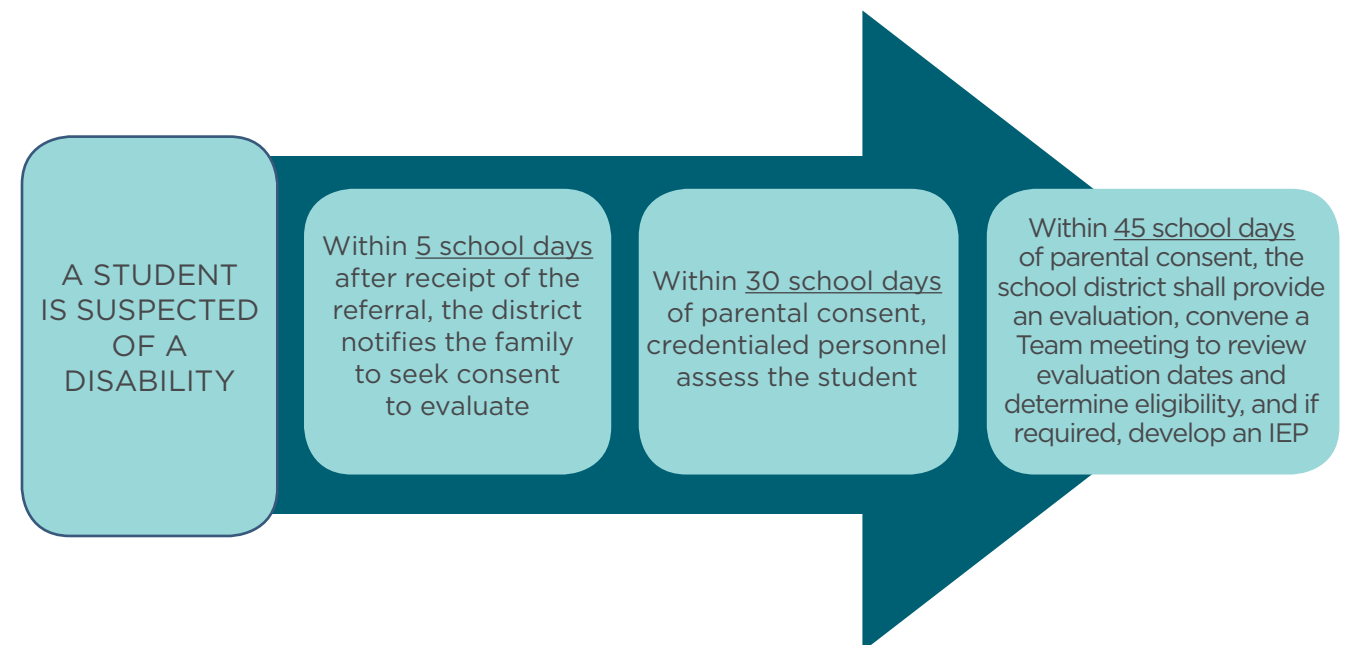 A STUDENT
IS SUSPECTED
OF A
DISABILITY
Within 5 school days
after receipt of the
referral, the district
notifies the family
to seek consent
to evaluate
Within 30 school days
of parental consent,
credentialed personnel
assess the student
Within 45 school days
of parental consent, the
school district shall provide
an evaluation, convene a
Team meeting to review
evaluation dates and
determine eligibility, and if
required, develop an IEP